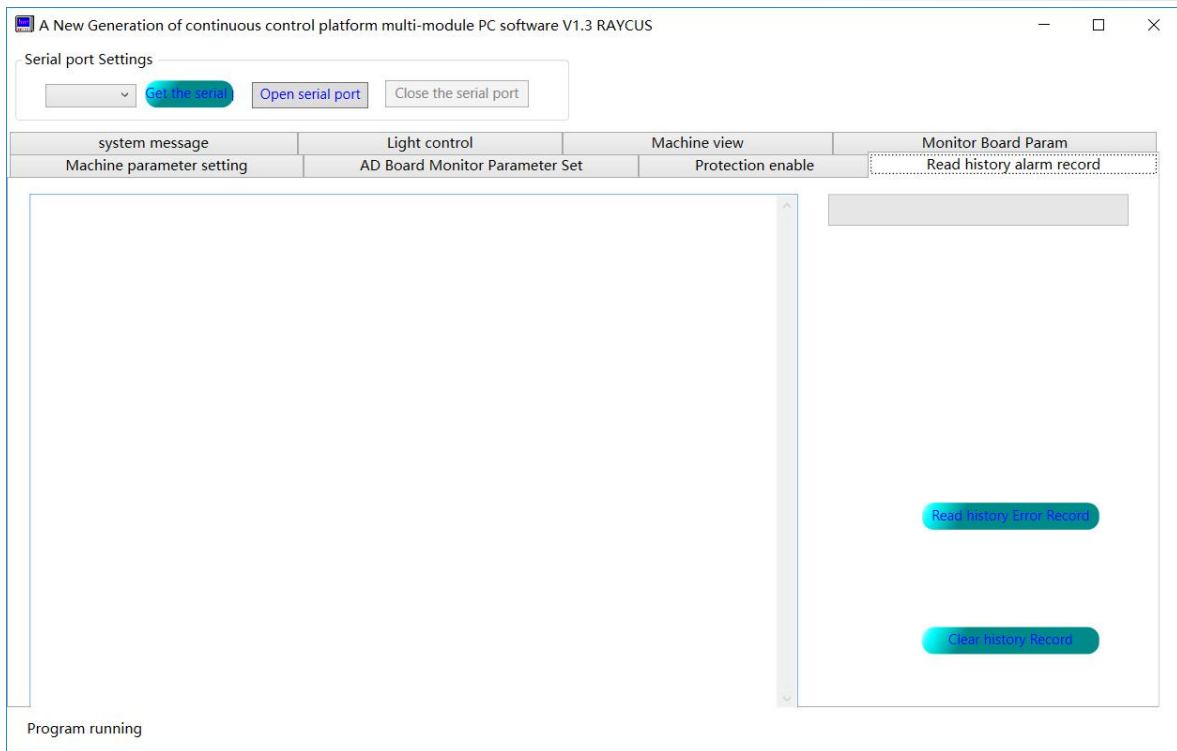 A New Generation of continuous control platform multi-module PC software V1.3 RAYCUS
Serial port Settings
Get the serial
Open serial port
Close the serial port
system message
Light control
Machine view
Monitor Board Param
Machine parameter setting
AD Board Monitor Parameter Set
Protection enable
Read history alarm record
Read history Error Record
Clear history Record
Program running